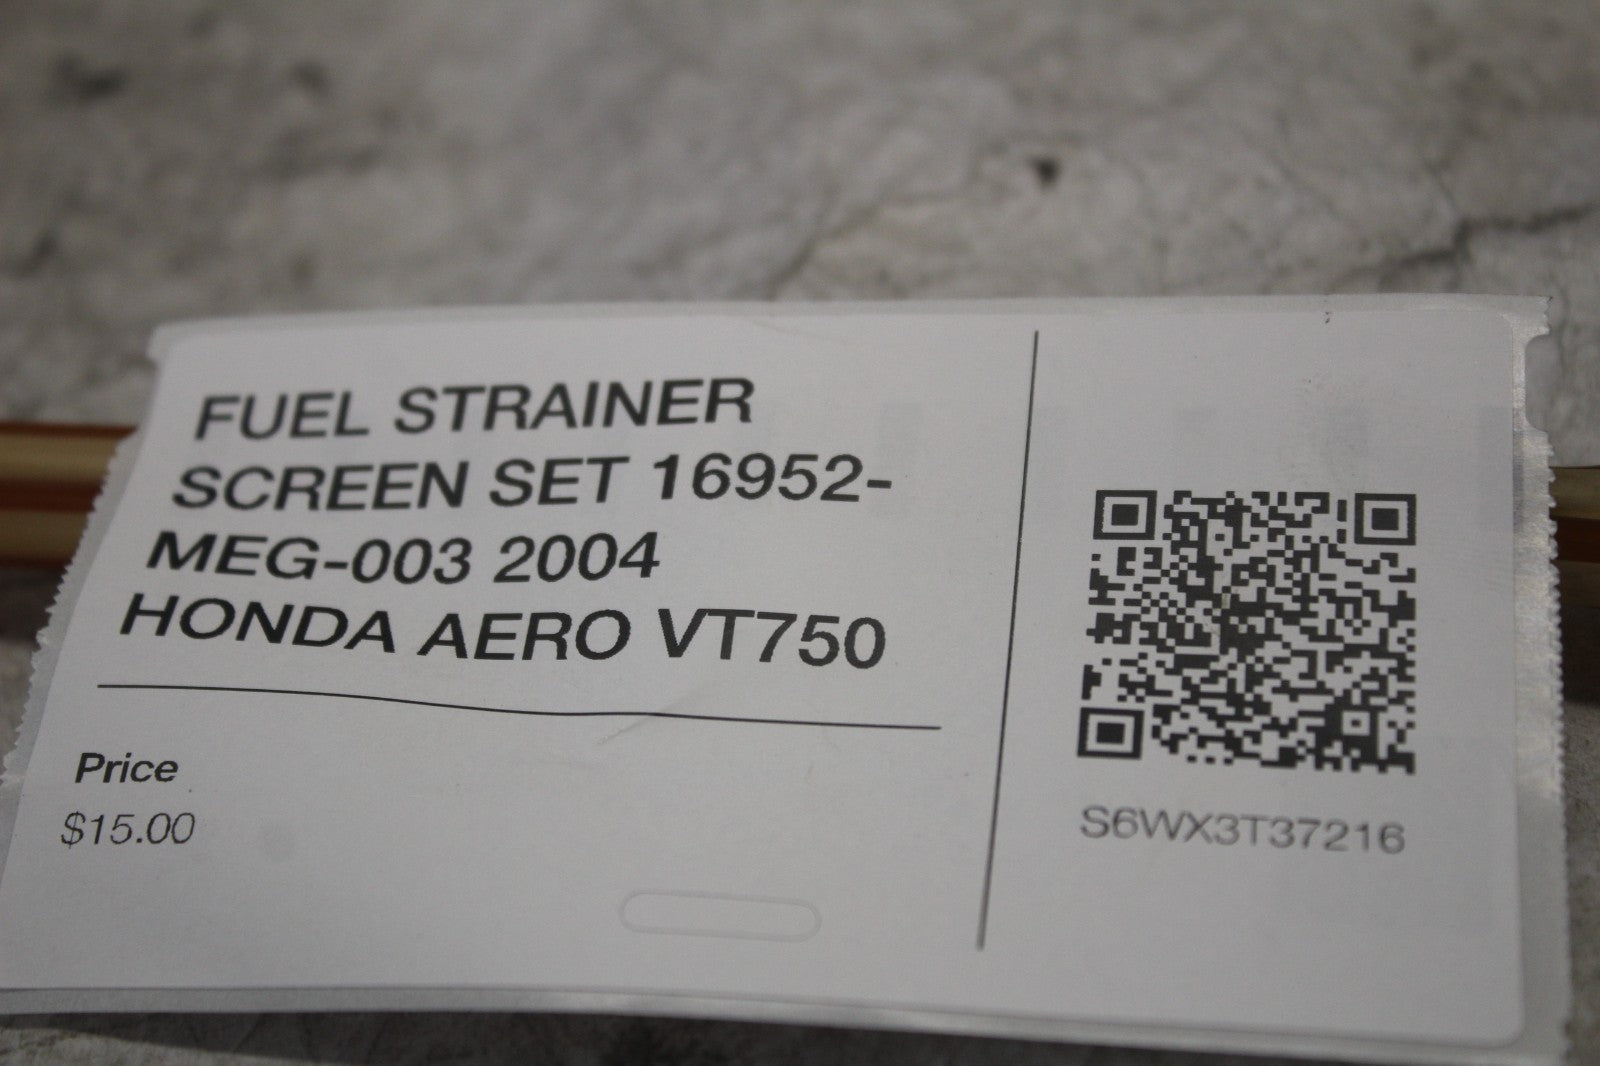 FUEL STRAINER
SCREEN SET 16952-
MEG-003 2004
HONDA AERO VT750
Price
$15.00
S6WX3T37216